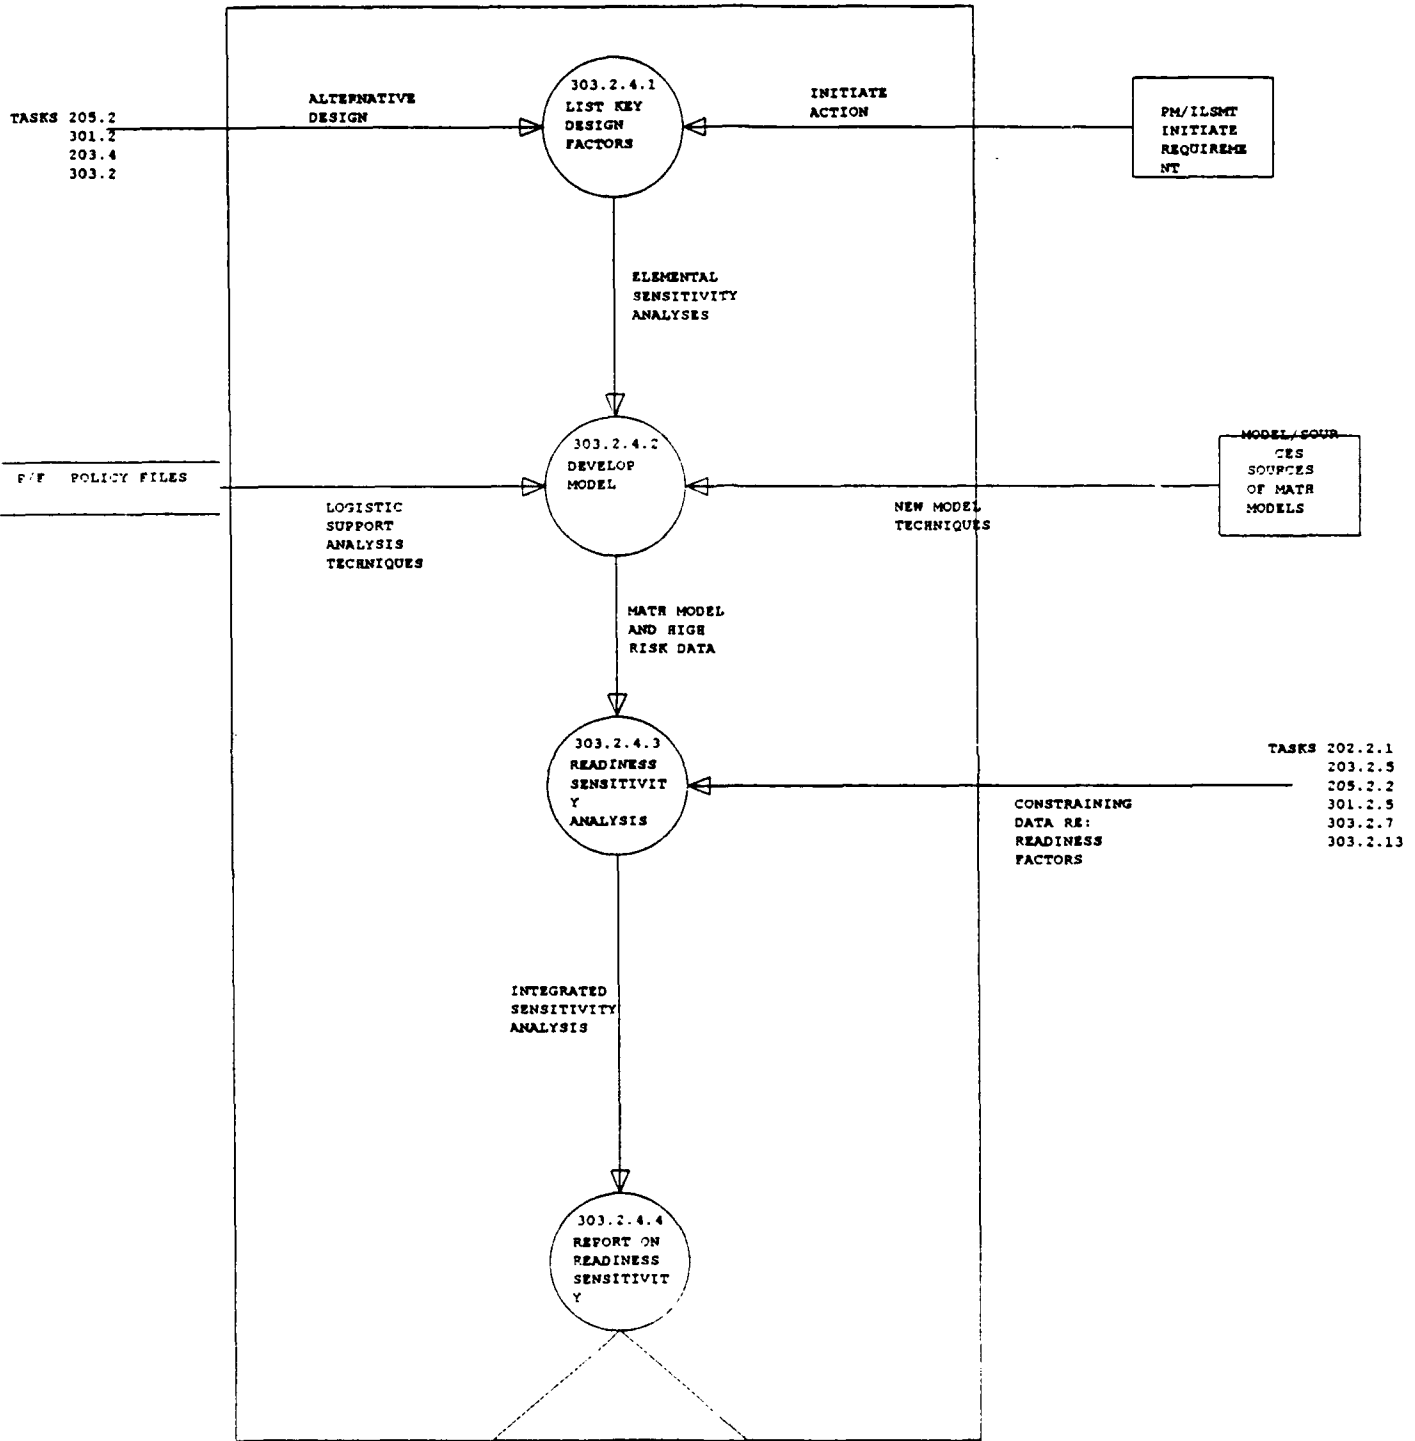 303.2.4.1
LIST KEY
DESIGN
FACTORS
ALTERNATIVE
DESIGN
INITIATE
ACTION
TASKS 205.2
301.2
203.4
303.2
PM/ILSMT
INITIATE
REQUIREME
NT
ELEMENTAL
SENSITIVITY
ANALYSES
303.2.4.2
DEVELOP
MODEL
POLICY FILES
LOGISTIC
SUPPORT
ANALYSIS
TECHNIQUES
NEW MODEL
TECHNIQUES
MODEL/SOUR
CES
SOURCES
OF MATH
MODELS
MATH MODEL
AND HIGH
RISK DATA
303.2.4.3
READINESS
SENSITIVIT
Y
ANALYSIS
TASKS 202.2.1
203.2.5
205.2.2
301.2.5
303.2.7
303.2.13
CONSTRAINING
DATA RE:
READINESS
FACTORS
INTEGRATED
SENSITIVITY
ANALYSIS
303.2.4.4
REPORT ON
READINESS
SENSITIVIT
Y